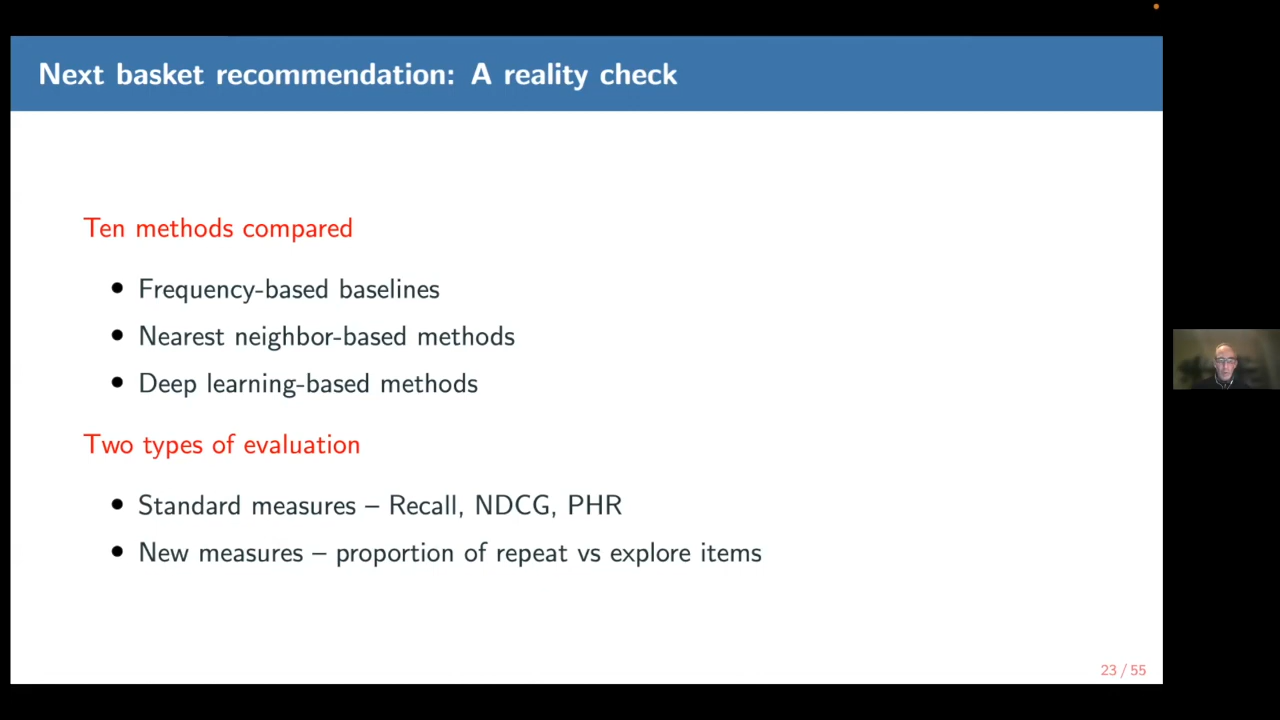 Next basket recommendation: A reality check
Ten methods compared
• Frequency-based baselines
• Nearest neighbor-based methods
• Deep learning-based methods
Two types of evaluation
• Standard measures – Recall, NDCG, PHR
• New measures – proportion of repeat vs explore items
23 / 55